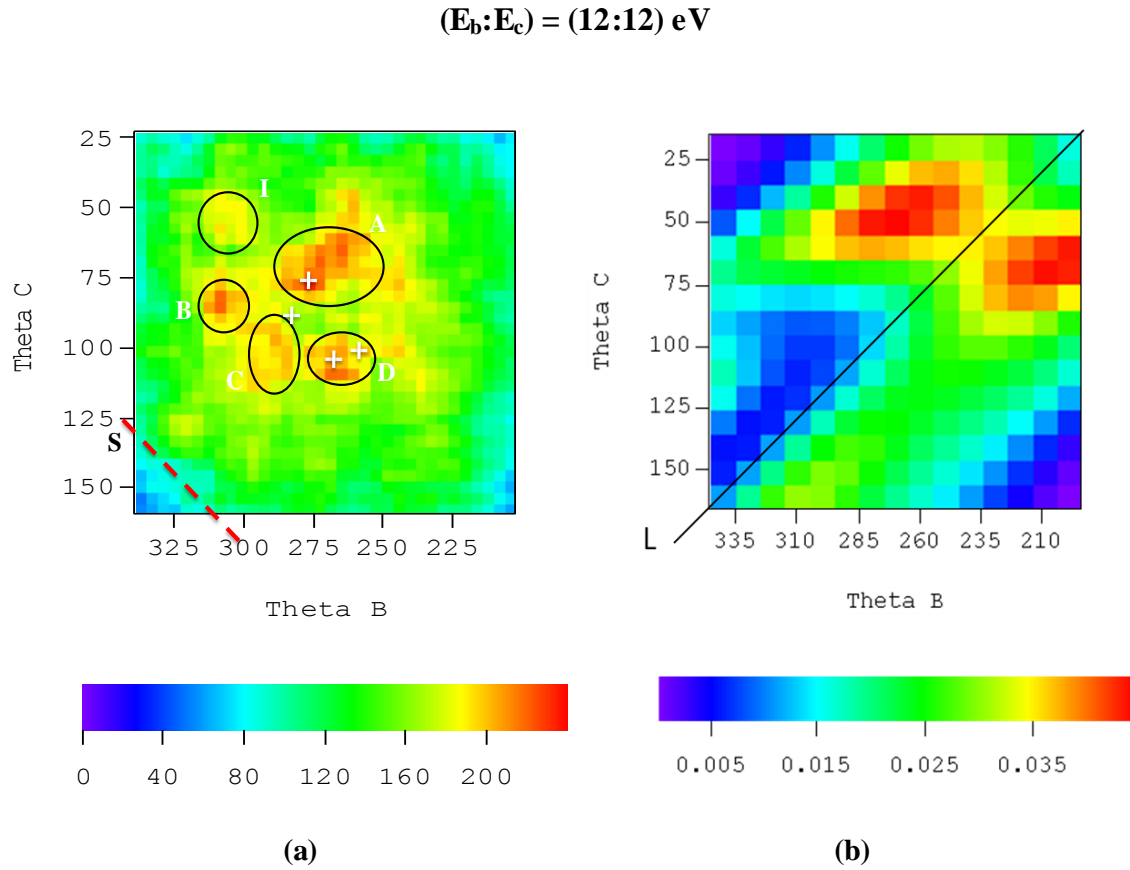 (Eb:Ec) = (12:12) eV
25
50
75
100
125
150
Theta C
I
A
B
C
D
S
325 300 275 250 225
Theta B
0 40 80 120 160 200
(a)
25
50
75
100
125
150
Theta C
L
335 310 285 260 235 210
Theta B
0.005 0.015 0.025 0.035
(b)